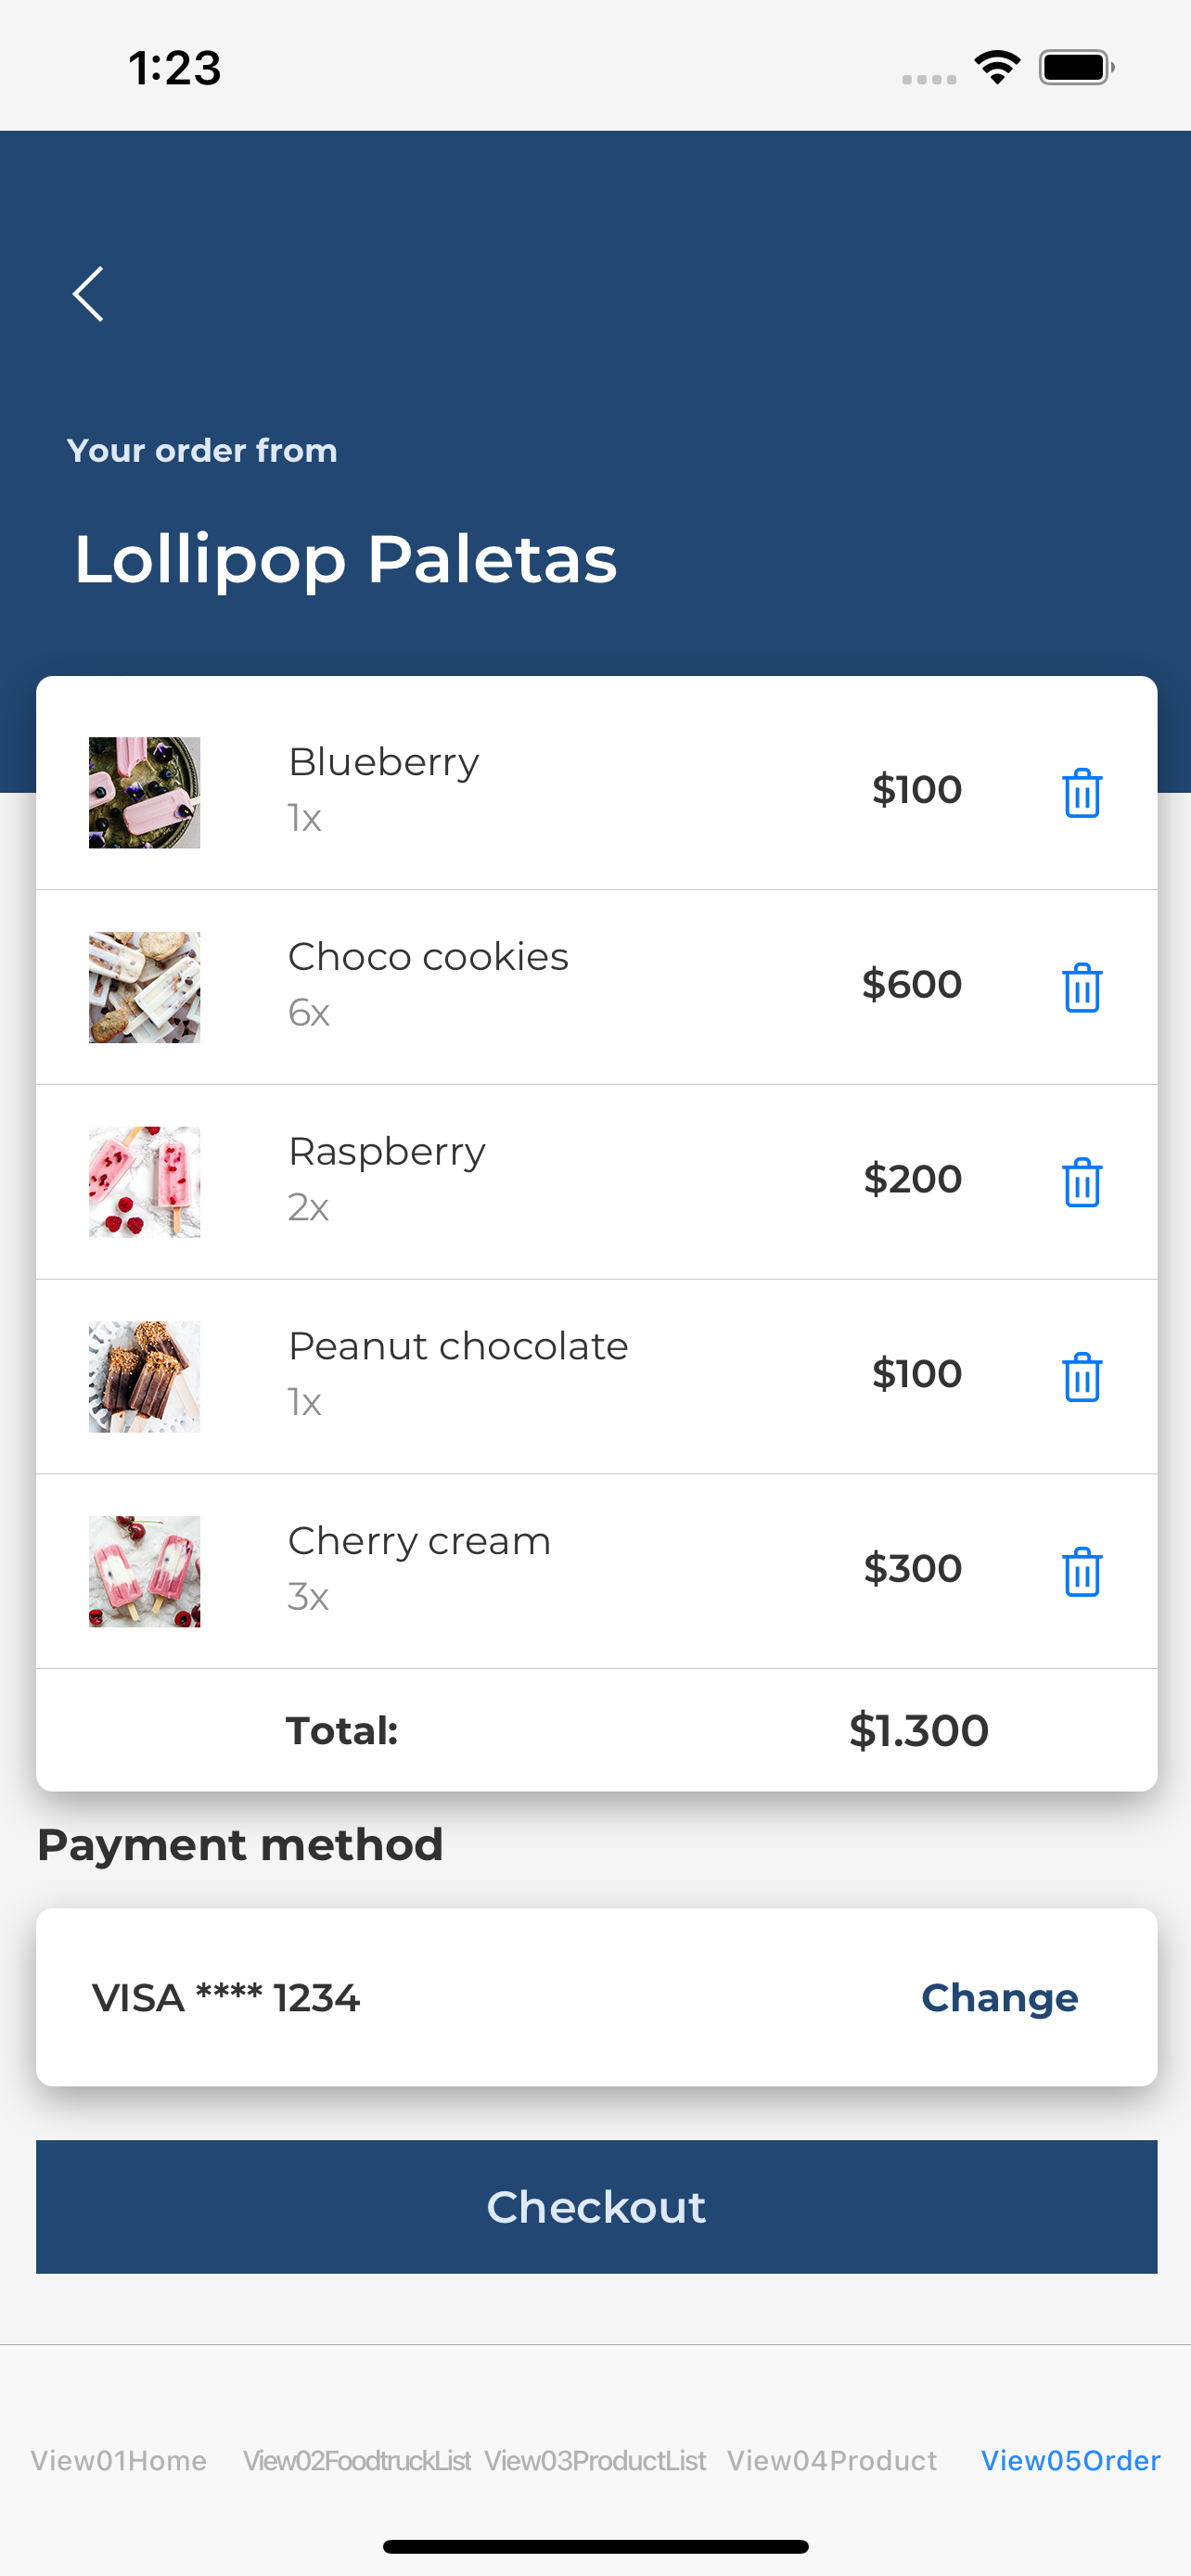 1:23
Your order from
Lollipop Paletas
Blueberry
1x
$100
Choco cookies
6x
$600
Raspberry
2x
$200
Peanut chocolate
1x
$100
Cherry cream
3x
$300
Total: $1.300
Payment method
VISA **** 1234 Change
Checkout
View01Home View02FoodtruckList View03ProductList View04Product View05Order